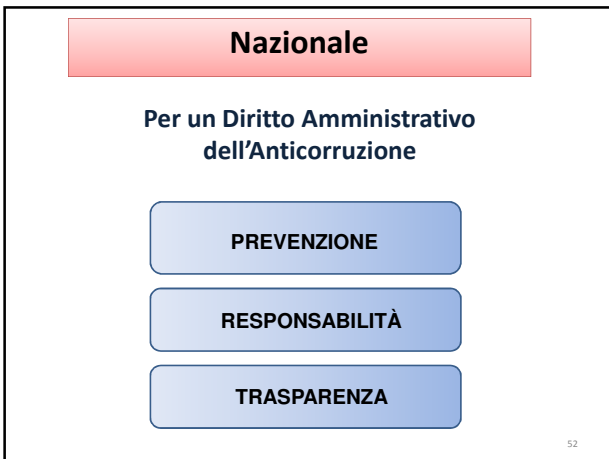 Nazionale
Per un Diritto Amministrativo
dell'Anticorruzione
PREVENZIONE
RESPONSABILITÀ
TRASPARENZA
52